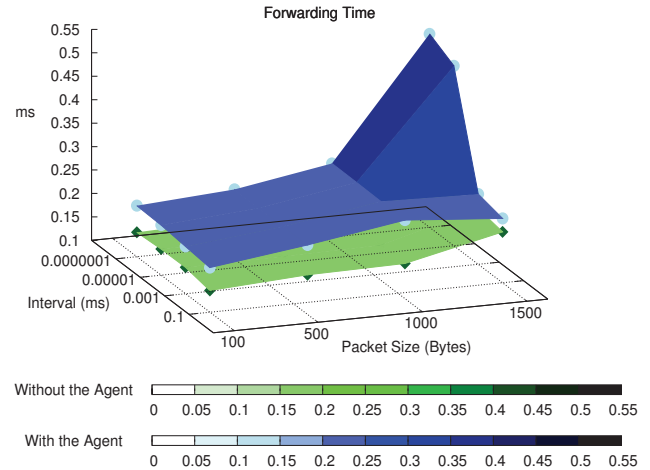 Forwarding Time
0.55
0.5
0.45
0.4
0.35
0.3
0.25
0.2
0.15
0.1
ms
0.0000001
0.00001
0.001
0.1
Interval (ms)
100
500
1000
1500
Packet Size (Bytes)
Without the Agent
0 0.05 0.1 0.15 0.2 0.25 0.3 0.35 0.4 0.45 0.5 0.55
With the Agent
0 0.05 0.1 0.15 0.2 0.25 0.3 0.35 0.4 0.45 0.5 0.55